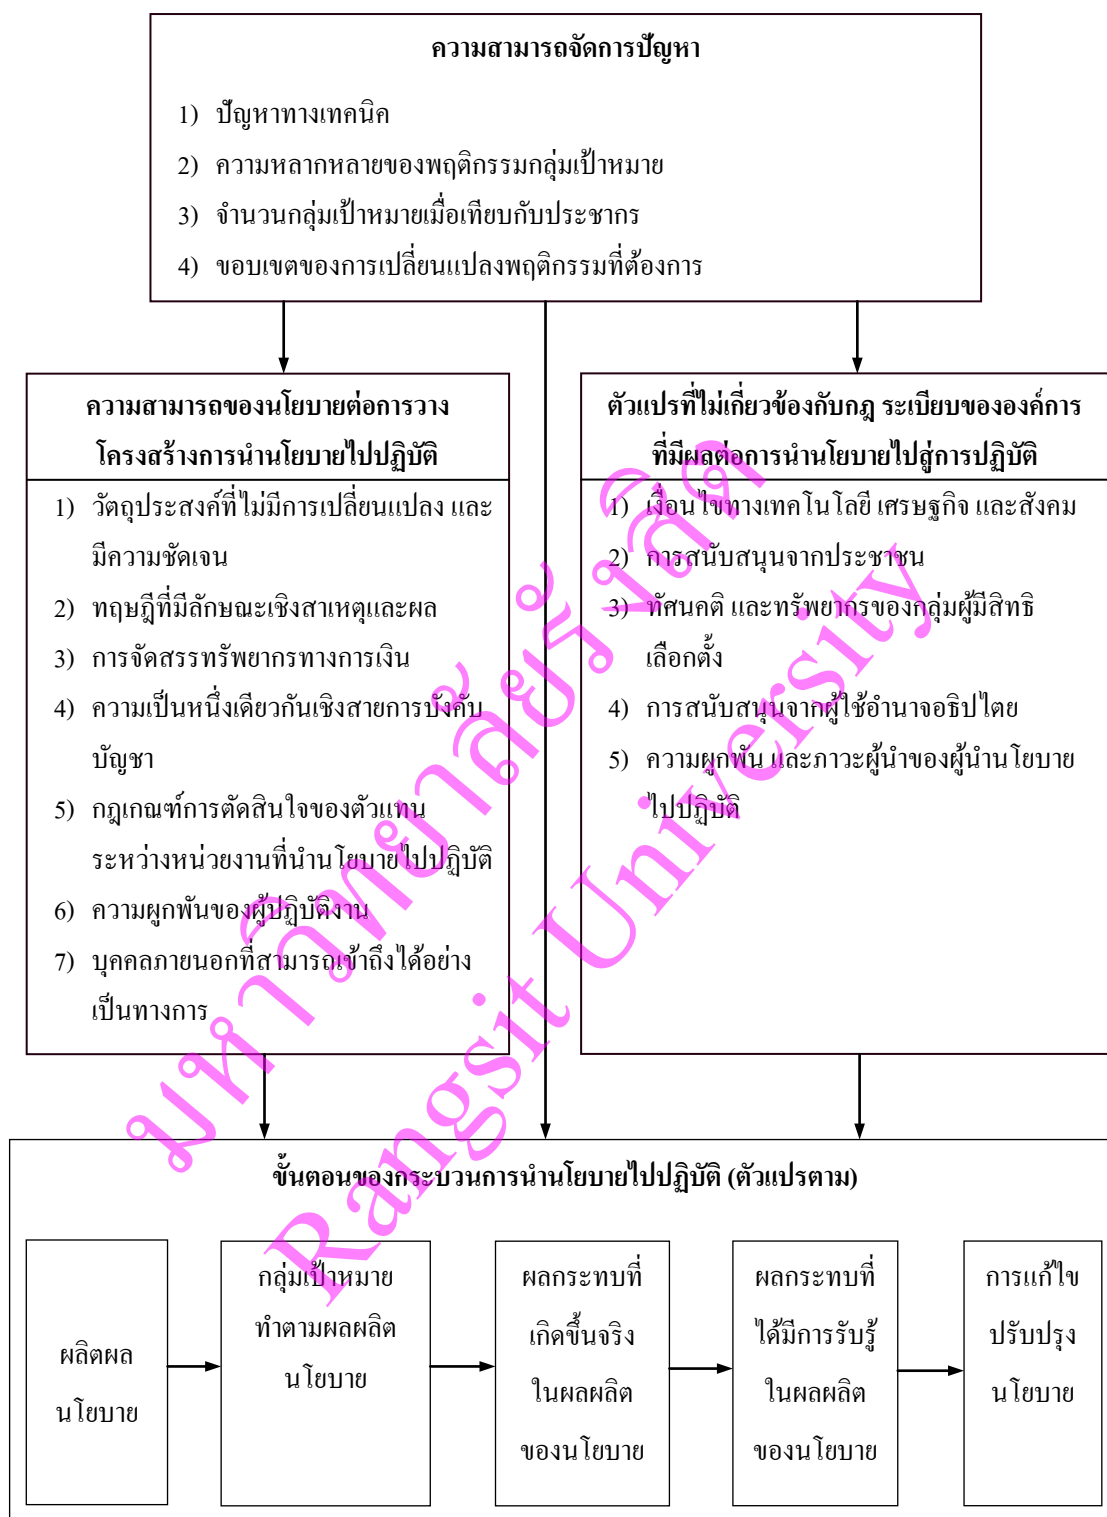 ความสามารถจัดการปัญหา
1) ปัญหาทางเทคนิค
2) ความหลากหลายของพฤติกรรมกลุ่มเป้าหมาย
3) จำนวนกลุ่มเป้าหมายเมื่อเทียบกับประชากร
4) ขอบเขตของการเปลี่ยนแปลงพฤติกรรมที่ต้องการ
ความสามารถของนโยบายต่อการวาง
โครงสร้างการนำนโยบายไปปฏิบัติ
1) วัตถุประสงค์ที่ไม่มีการเปลี่ยนแปลง และ
มีความชัดเจน
2) ทฤษฎีที่มีลักษณะเชิงสาเหตุและผล
3) การจัดสรรทรัพยากรทางการเงิน
4) ความเป็นหนึ่งเดียวกันเชิงสายการบังคับ
บัญชา
5) กฎเกณฑ์การตัดสินใจของตัวแทน
ระหว่างหน่วยงานที่นำนโยบายไปปฏิบัติ
6) ความผูกพันของผู้ปฏิบัติงาน
7) บุคคลภายนอกที่สามารถเข้าถึงได้อย่าง
เป็นทางการ
ตัวแปรที่ไม่เกี่ยวข้องกับกฎ ระเบียบขององค์การ
ที่มีผลต่อการนำนโยบายไปสู่การปฏิบัติ
1) เงื่อนไขทางเทคโนโลยี เศรษฐกิจ และสังคม
2) การสนับสนุนจากประชาชน
3) ทัศนคติ และทรัพยากรของกลุ่มผู้มีสิทธิ
เลือกตั้ง
4) การสนับสนุนจากผู้ใช้อำนาจอธิปไตย
5) ความผูกพัน และภาวะผู้นำของผู้นำนโยบาย
ไปปฏิบัติ
ขั้นตอนของกระบวนการนำนโยบายไปปฏิบัติ (ตัวแปรตาม)
ผลิตผล
นโยบาย
กลุ่มเป้าหมาย
ทำตามผลผลิต
นโยบาย
ผลกระทบที่
เกิดขึ้นจริง
ในผลผลิต
ของนโยบาย
ผลกระทบที่
ได้มีการรับรู้
ในผลผลิต
ของนโยบาย
การแก้ไข
ปรับปรุง
นโยบาย
มหาวิทยาลัยรังสิต
Rangsit University